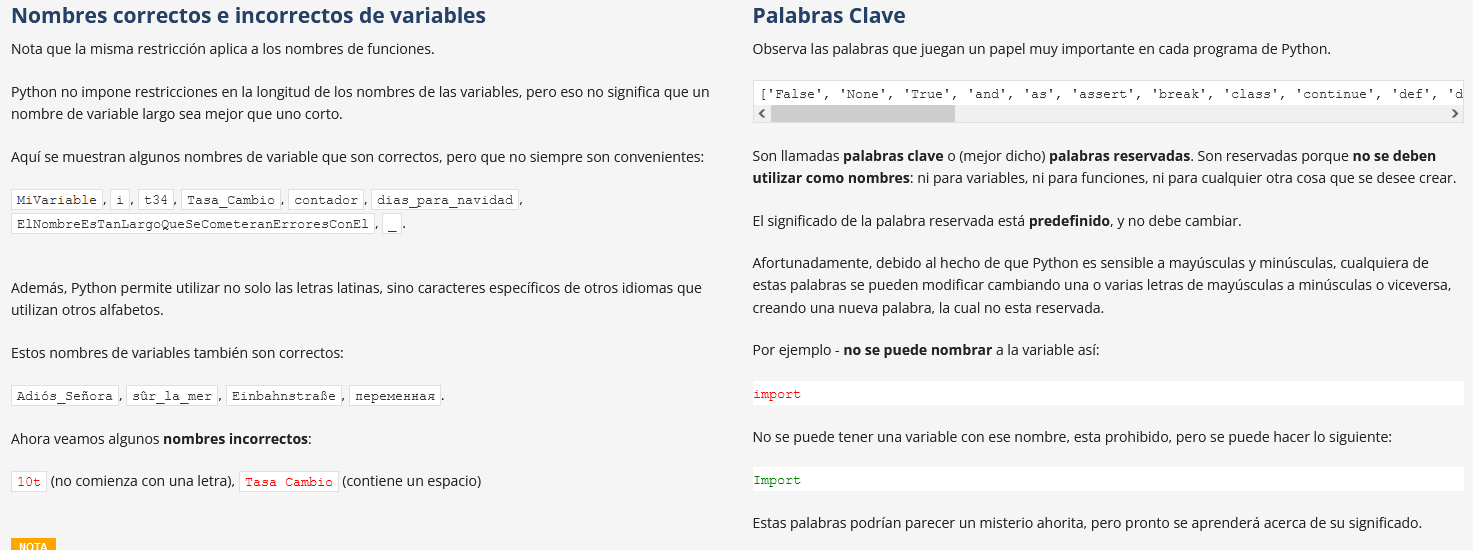 Nombres correctos e incorrectos de variables
Nota que la misma restricción aplica a los nombres de funciones.
Python no impone restricciones en la longitud de los nombres de las variables, pero eso no significa que un
nombre de variable largo sea mejor que uno corto.
Aquí se muestran algunos nombres de variable que son correctos, pero que no siempre son convenientes:
MiVariable, i, t34, Tasa_Cambio, contador, dias_para_navidad,
ElNombreEsTanLargoQueSeCometeranErroresConEl, _.
Además, Python permite utilizar no solo las letras latinas, sino caracteres específicos de otros idiomas que
utilizan otros alfabetos.
Estos nombres de variables también son correctos:
Adiós_Señora, sûr_la_mer, Einbahnstraße, переменная.
Ahora veamos algunos nombres incorrectos:
10t (no comienza con una letra), Tasa Cambio (contiene un espacio)
NOTA
Palabras Clave
Observa las palabras que juegan un papel muy importante en cada programa de Python.
['False', 'None', 'True', 'and', 'as', 'assert', 'break', 'class', 'continue', 'def', 'd
Son llamadas palabras clave o (mejor dicho) palabras reservadas. Son reservadas porque no se deben
utilizar como nombres: ni para variables, ni para funciones, ni para cualquier otra cosa que se desee crear.
El significado de la palabra reservada está predefinido, y no debe cambiar.
Afortunadamente, debido al hecho de que Python es sensible a mayúsculas y minúsculas, cualquiera de
estas palabras se pueden modificar cambiando una o varias letras de mayúsculas a minúsculas o viceversa,
creando una nueva palabra, la cual no esta reservada.
Por ejemplo - no se puede nombrar a la variable así:
import
No se puede tener una variable con ese nombre, esta prohibido, pero se puede hacer lo siguiente:
Import
Estas palabras podrían parecer un misterio ahorita, pero pronto se aprenderá acerca de su significado.